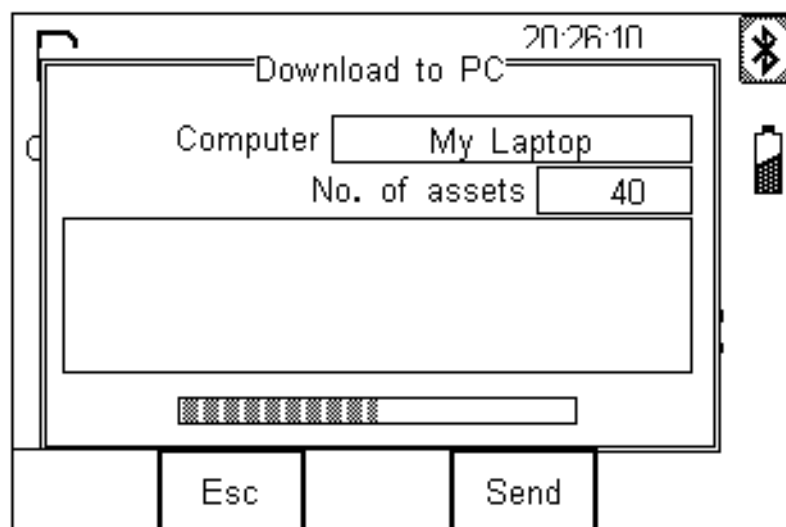 20:26:10
Download to PC
Computer My Laptop
No. of assets 40
Esc Send